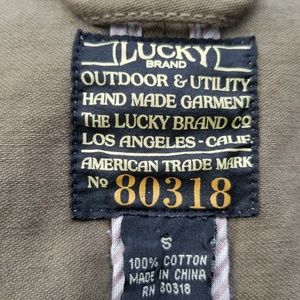 LUCKY
BRAND
OUTDOOR & UTILITY
HAND MADE GARMENT
THE LUCKY BRAND CO
LOS ANGELES - CALIF
AMERICAN TRADE MARK
No 80318
S
100% COTTON
MADE IN CHINA
RN 80318